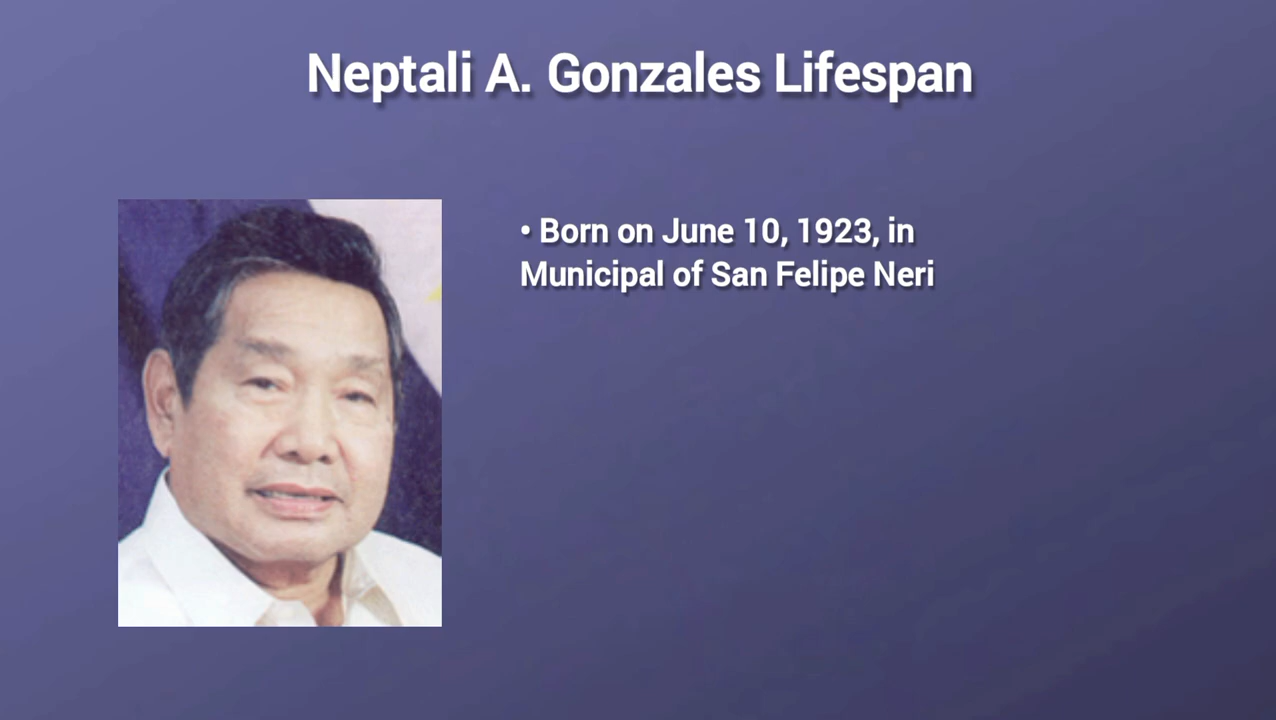 Neptali A. Gonzales Lifespan
• Born on June 10, 1923, in
Municipal of San Felipe Neri